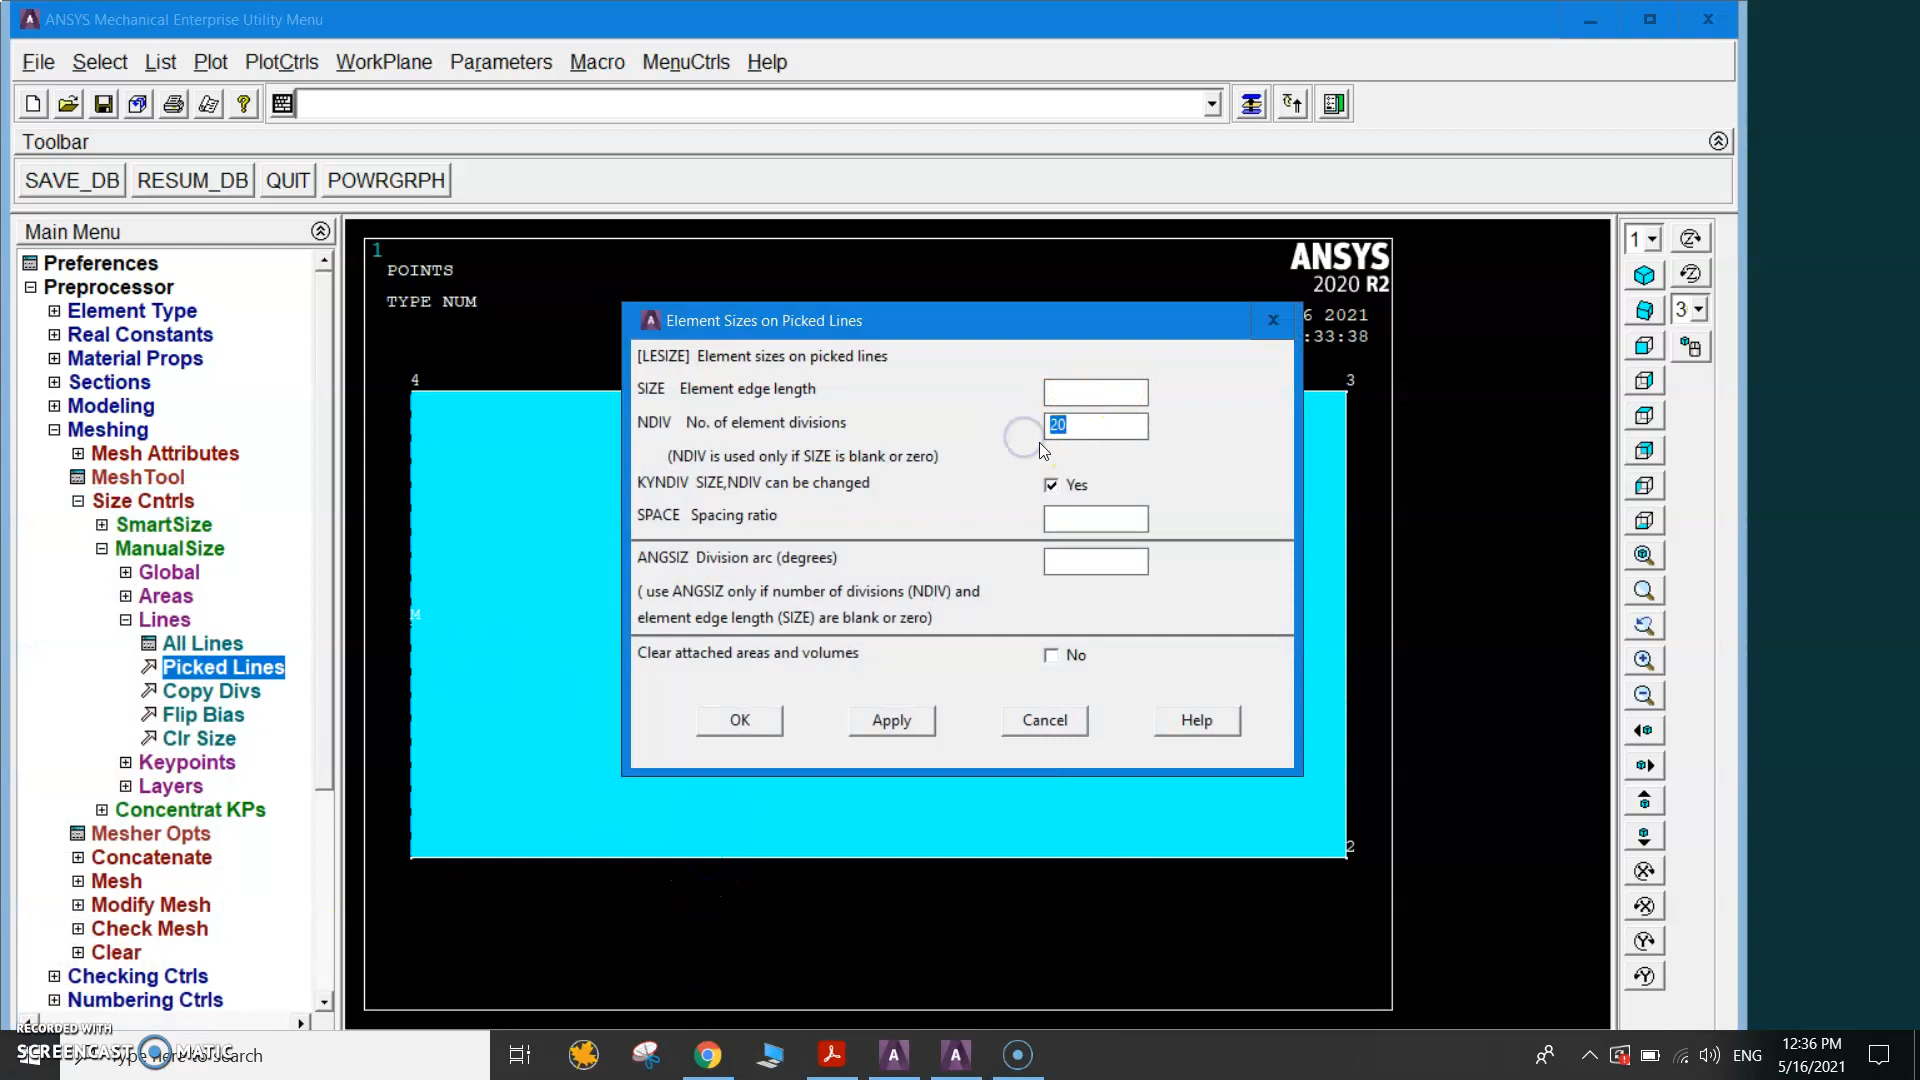 ANSYS Mechanical Enterprise Utility Menu
File Select List Plot PlotCtrls WorkPlane Parameters Macro MenuCtrls Help
Toolbar
SAVE_DB RESUM_DB QUIT POWRGRPH
Main Menu
Preferences
Preprocessor
Element Type
Real Constants
Material Props
Sections
Modeling
Meshing
Mesh Attributes
MeshTool
Size Cntrls
SmartSize
ManualSize
Global
Areas
Lines
All Lines
Picked Lines
Copy Divs
Flip Bias
Clr Size
Keypoints
Layers
Concentrat KPs
Mesher Opts
Concatenate
Mesh
Modify Mesh
Check Mesh
Clear
Checking Ctrls
Numbering Ctrls
1
POINTS
TYPE NUM
ANSYS
2020 R2
6 2021
:33:38
4
3
M
2
Element Sizes on Picked Lines
[LESIZE] Element sizes on picked lines
SIZE Element edge length
NDIV No. of element divisions 20
(NDIV is used only if SIZE is blank or zero)
KYNDIV SIZE,NDIV can be changed Yes
SPACE Spacing ratio
ANGSIZ Division arc (degrees)
( use ANGSIZ only if number of divisions (NDIV) and
element edge length (SIZE) are blank or zero)
Clear attached areas and volumes No
OK Apply Cancel Help
1
3
RECORDED WITH
SCREENCAST MATIC
Type here to search
ENG
12:36 PM
5/16/2021